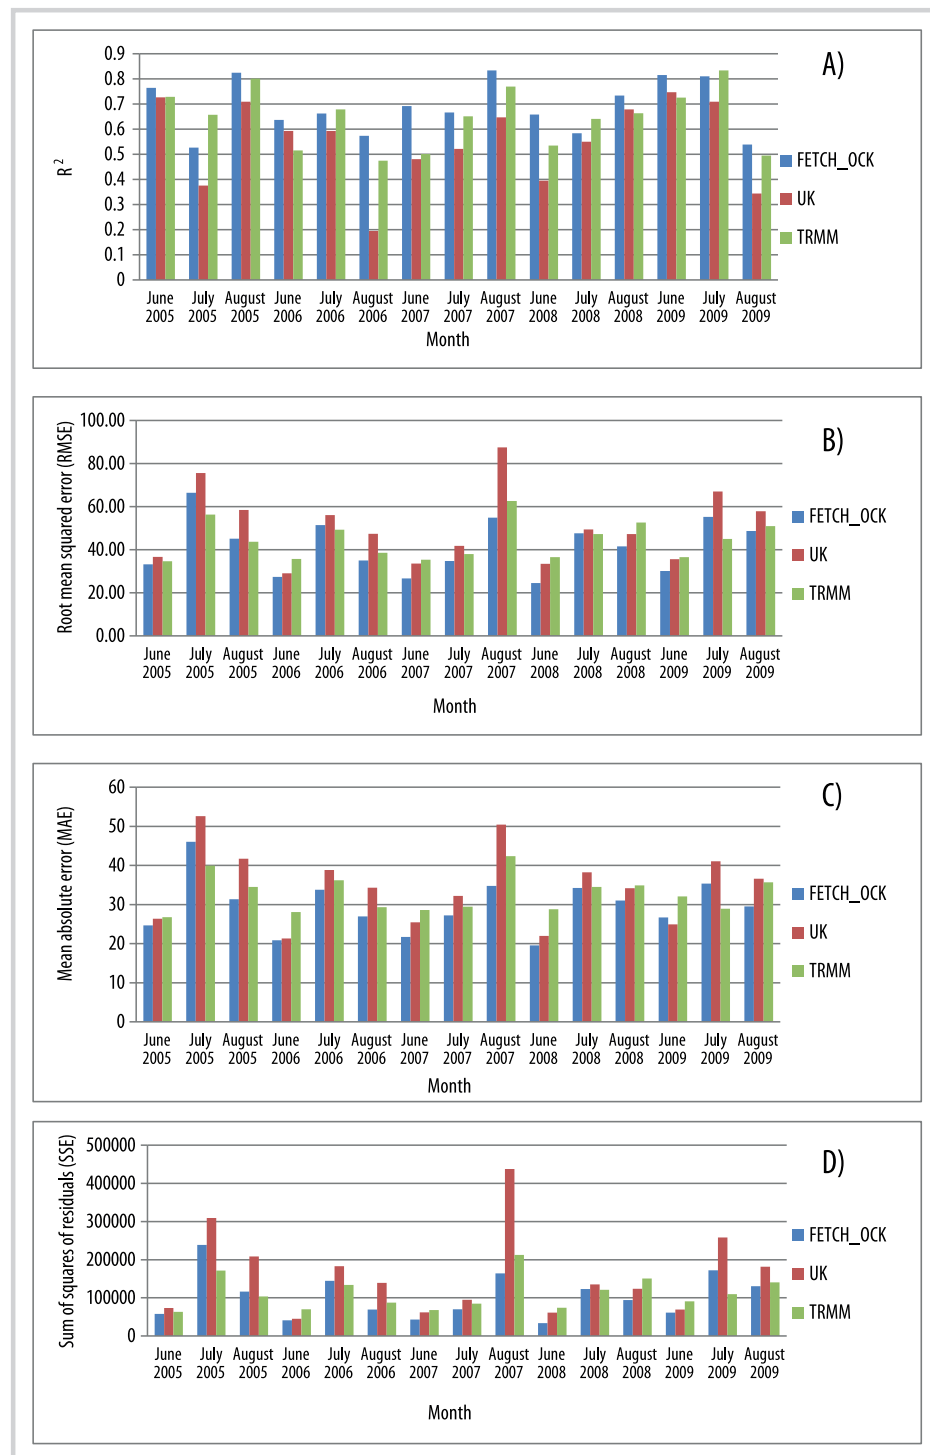 A)
R²
0.9
0.8
0.7
0.6
0.5
0.4
0.3
0.2
0.1
0
June 2005
July 2005
August 2005
June 2006
July 2006
August 2006
June 2007
July 2007
August 2007
June 2008
July 2008
August 2008
June 2009
July 2009
August 2009
Month
FETCH_OCK
UK
TRMM
B)
Root mean squared error (RMSE)
100.00
80.00
60.00
40.00
20.00
0.00
June 2005
July 2005
August 2005
June 2006
July 2006
August 2006
June 2007
July 2007
August 2007
June 2008
July 2008
August 2008
June 2009
July 2009
August 2009
Month
FETCH_OCK
UK
TRMM
C)
Mean absolute error (MAE)
60
50
40
30
20
10
0
June 2005
July 2005
August 2005
June 2006
July 2006
August 2006
June 2007
July 2007
August 2007
June 2008
July 2008
August 2008
June 2009
July 2009
August 2009
Month
FETCH_OCK
UK
TRMM
D)
Sum of squares of residuals (SSE)
500000
400000
300000
200000
100000
0
June 2005
July 2005
August 2005
June 2006
July 2006
August 2006
June 2007
July 2007
August 2007
June 2008
July 2008
August 2008
June 2009
July 2009
August 2009
Month
FETCH_OCK
UK
TRMM